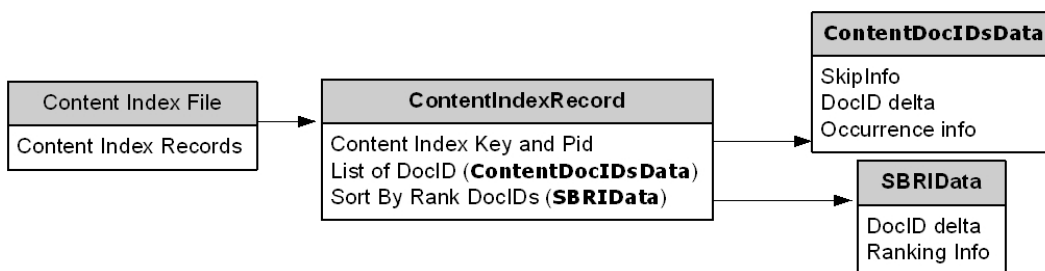 Content Index File
Content Index Records
ContentIndexRecord
Content Index Key and Pid
List of DocID (ContentDocIDsData)
Sort By Rank DocIDs (SBRIData)
ContentDocIDsData
SkipInfo
DocID delta
Occurrence info
SBRIData
DocID delta
Ranking Info